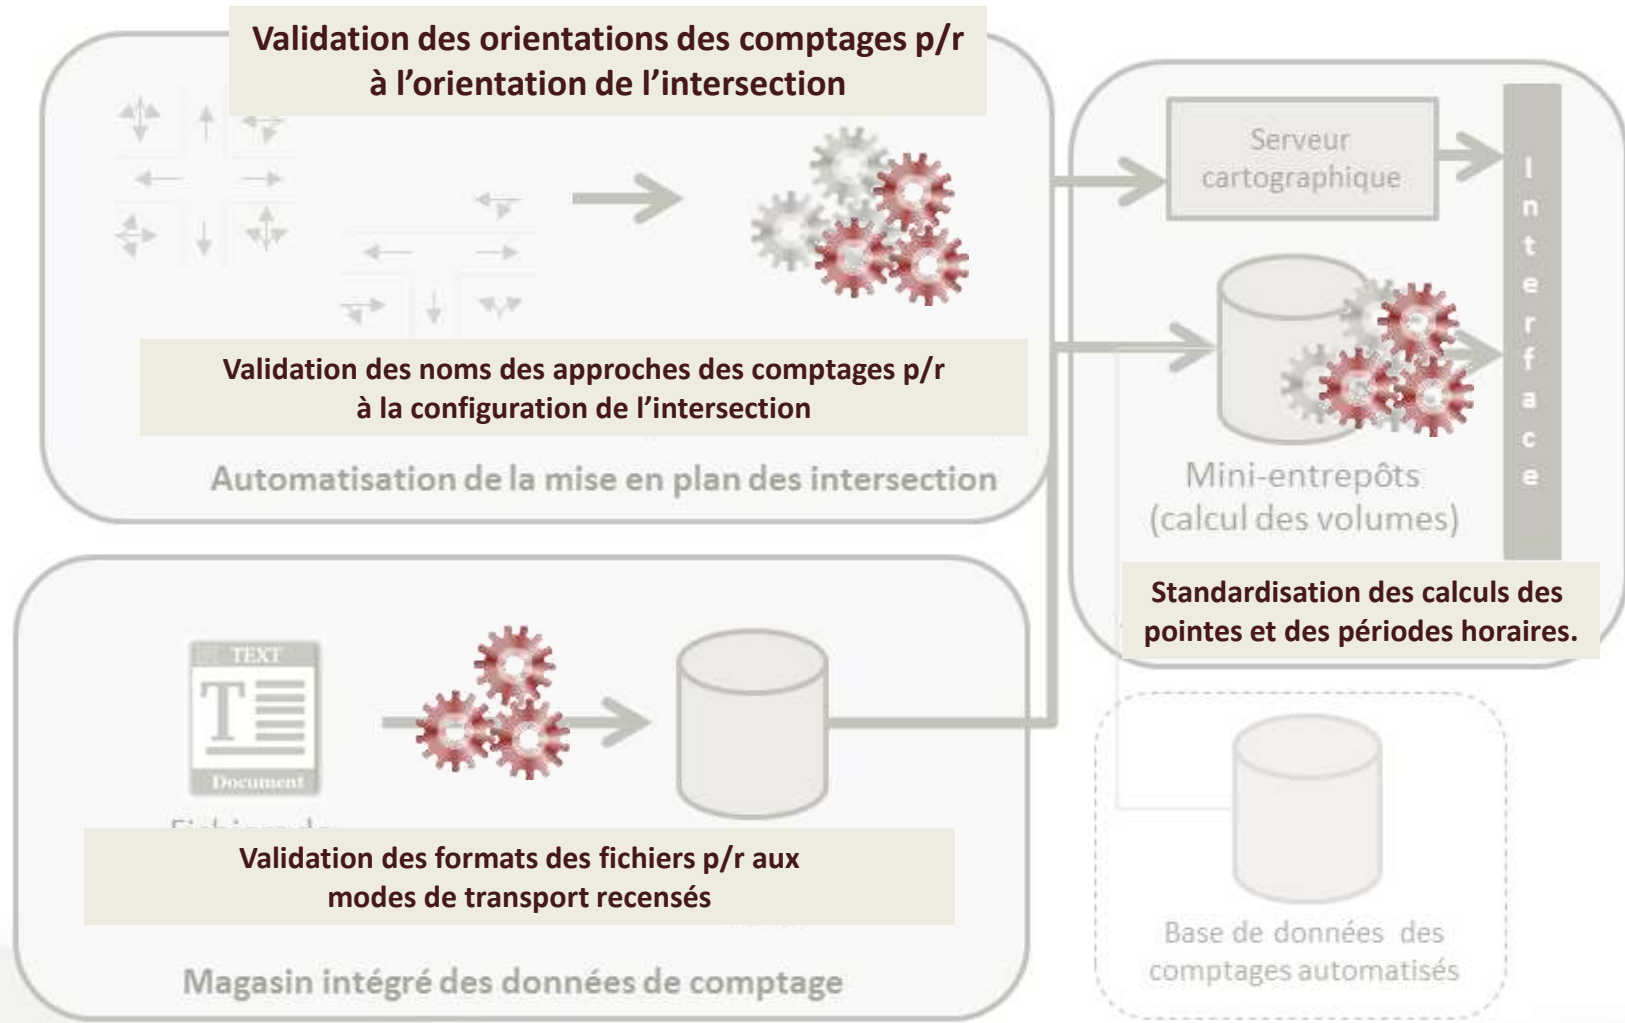 Validation des orientations des comptages p/r
à l'orientation de l'intersection
Validation des noms des approches des comptages p/r
à la configuration de l'intersection
Automatisation de la mise en plan des intersection
Serveur
cartographique
Interface
Mini-entrepôts
(calcul des volumes)
Standardisation des calculs des
pointes et des périodes horaires.
TEXT
T
Document
Validation des formats des fichiers p/r aux
modes de transport recensés
Magasin intégré des données de comptage
Base de données des
comptages automatisés